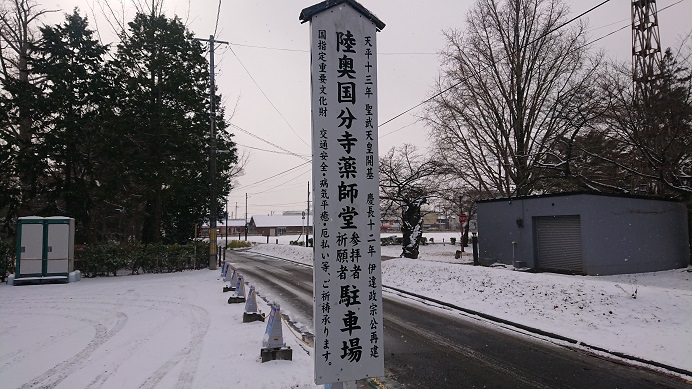 天平十三年 聖武天皇開基 慶長十二年 伊達政宗公再建
陸奥国分寺薬師堂 参拝者 祈願者 駐車場
国指定重要文化財 交通安全・病気平癒・厄払い等、ご祈祷承ります。